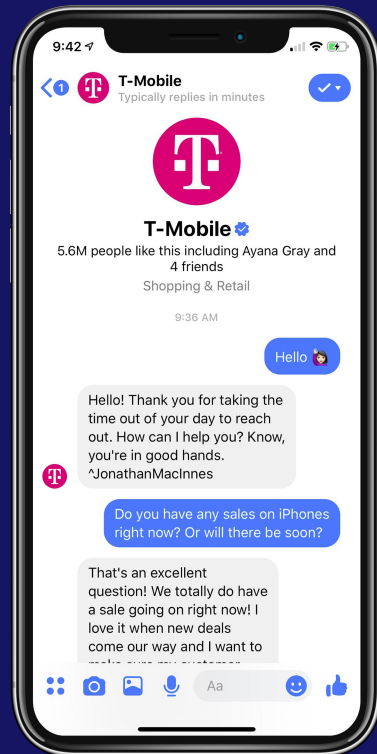 9:42
1
T-Mobile
Typically replies in minutes
T
T-Mobile
5.6M people like this including Ayana Gray and
4 friends
Shopping & Retail
9:36 AM
Hello 🙋🏻‍♀️
Hello! Thank you for taking the
time out of your day to reach
out. How can I help you? Know,
you're in good hands.
^JonathanMacInnes
Do you have any sales on iPhones
right now? Or will there be soon?
That's an excellent
question! We totally do have
a sale going on right now! I
love it when new deals
come our way and I want to
make sure my customer
Aa